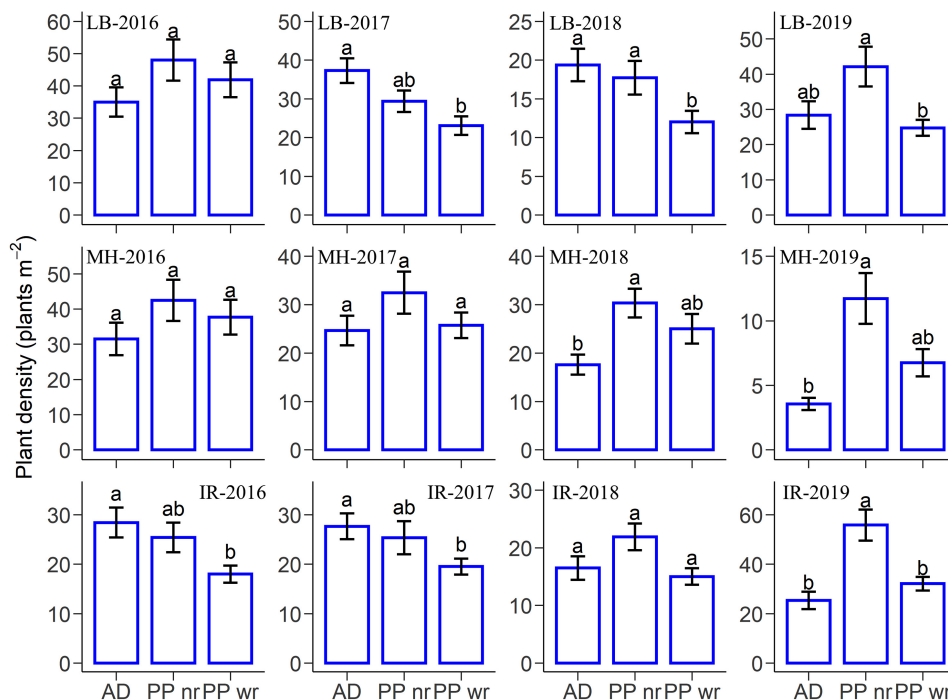 Plant density (plants m⁻²)
LB-2016
60
50
40
30
20
10
0
a
a
a
LB-2017
50
40
30
20
10
0
a
ab
b
LB-2018
25
20
15
10
5
0
a
a
b
LB-2019
50
40
30
20
10
0
ab
a
b
MH-2016
50
40
30
20
10
0
a
a
a
MH-2017
40
30
20
10
0
a
a
a
MH-2018
40
30
20
10
0
b
a
ab
MH-2019
15
10
5
0
b
a
ab
IR-2016
30
20
10
0
a
ab
b
AD PP nr PP wr
IR-2017
30
20
10
0
a
ab
b
AD PP nr PP wr
IR-2018
30
20
10
0
a
a
a
AD PP nr PP wr
IR-2019
60
40
20
0
b
a
b
AD PP nr PP wr